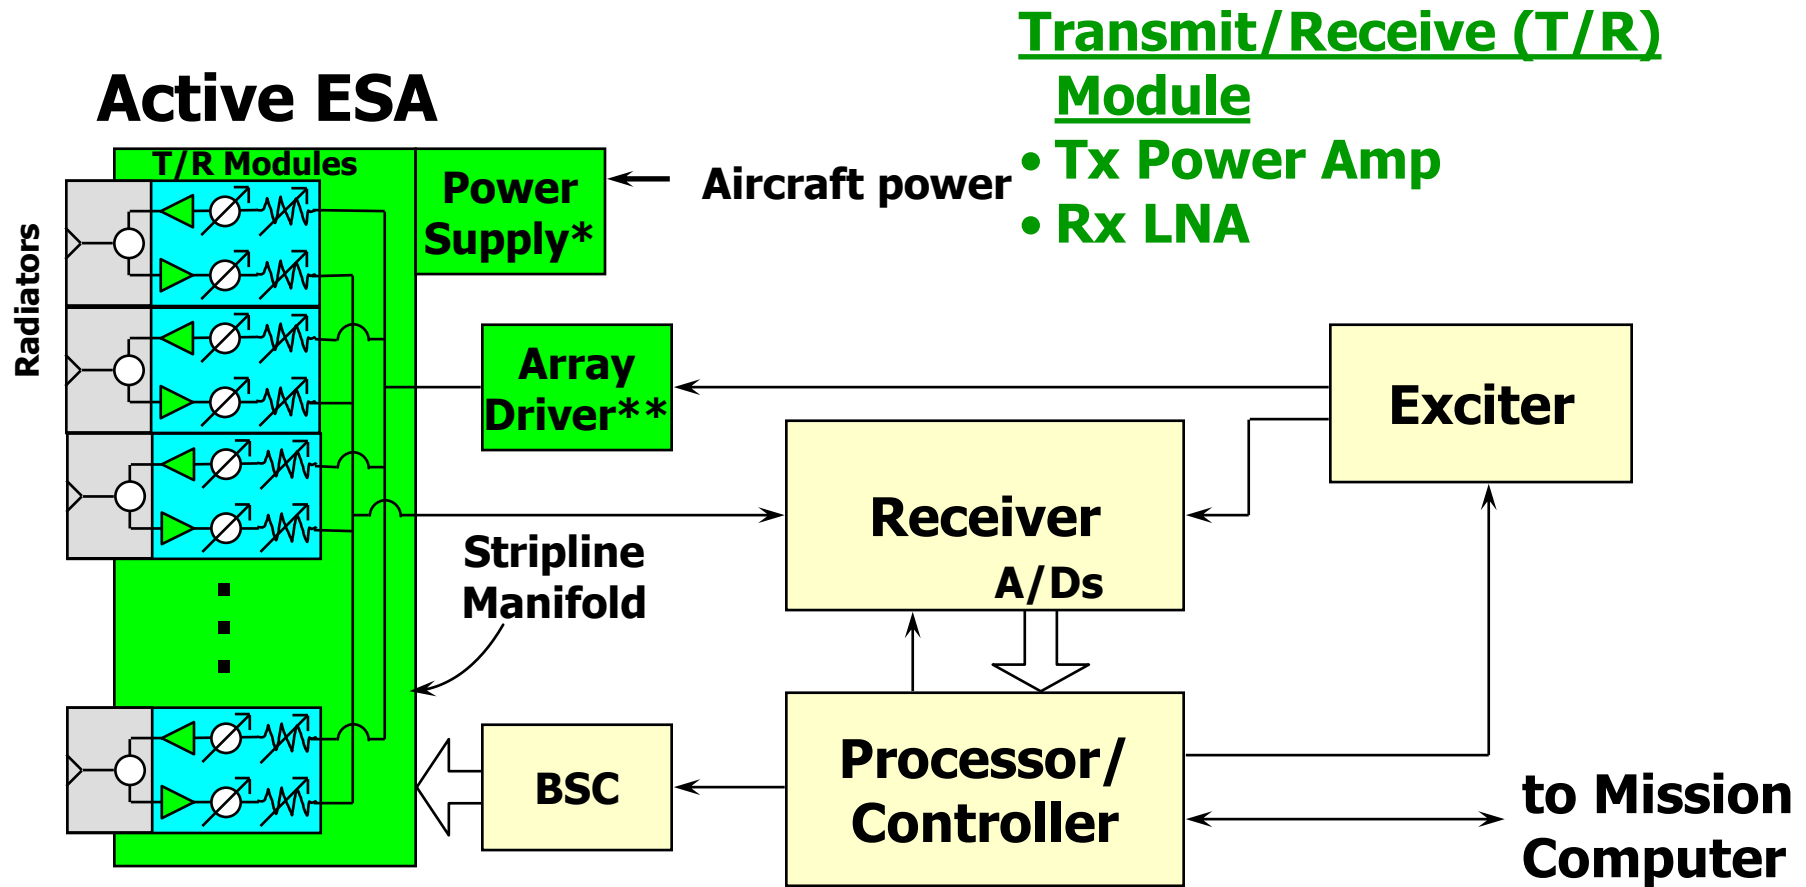 Transmit/Receive (T/R)
Module
• Tx Power Amp
• Rx LNA
Active ESA
T/R Modules
Radiators
Power
Supply*
Aircraft power
Array
Driver**
Exciter
Receiver
A/Ds
Stripline
Manifold
BSC
Processor/
Controller
to Mission
Computer